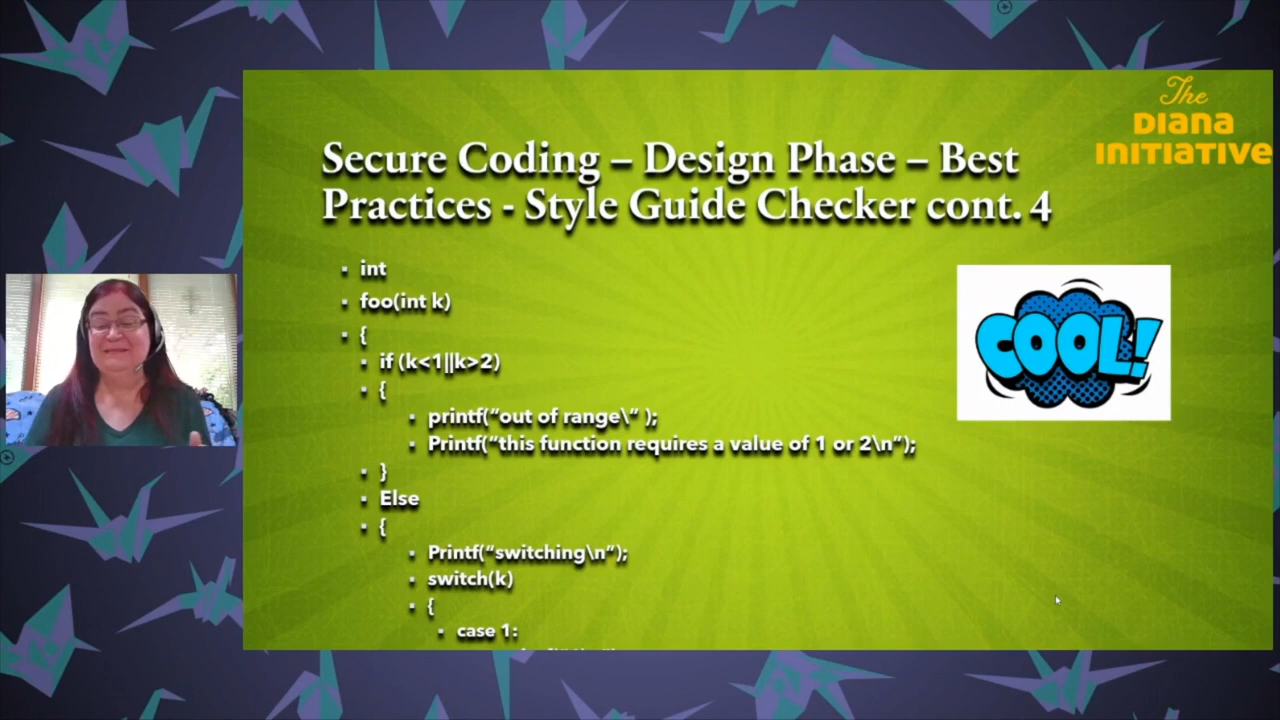 The
DIANA
INITIATIVE
Secure Coding – Design Phase – Best
Practices - Style Guide Checker cont. 4
int
foo(int k)
{
if (k<1||k>2)
{
printf(“out of range\“ );
Printf(“this function requires a value of 1 or 2\n”);
}
Else
{
Printf(“switching\n”);
switch(k)
{
case 1:
COOL!